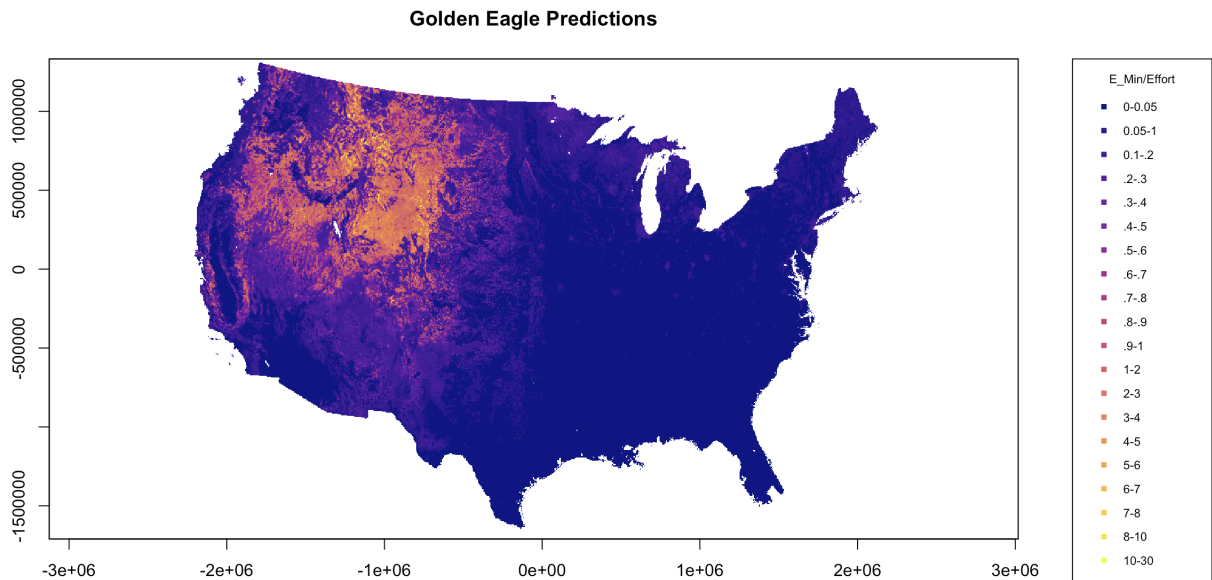 Golden Eagle Predictions
1000000
500000
0
-500000
-1500000
-3e+06
-2e+06
-1e+06
0e+00
1e+06
2e+06
3e+06
E_Min/Effort
0-0.05
0.05-1
0.1-.2
.2-.3
.3-.4
.4-.5
.5-.6
.6-.7
.7-.8
.8-.9
.9-1
1-2
2-3
3-4
4-5
5-6
6-7
7-8
8-10
10-30